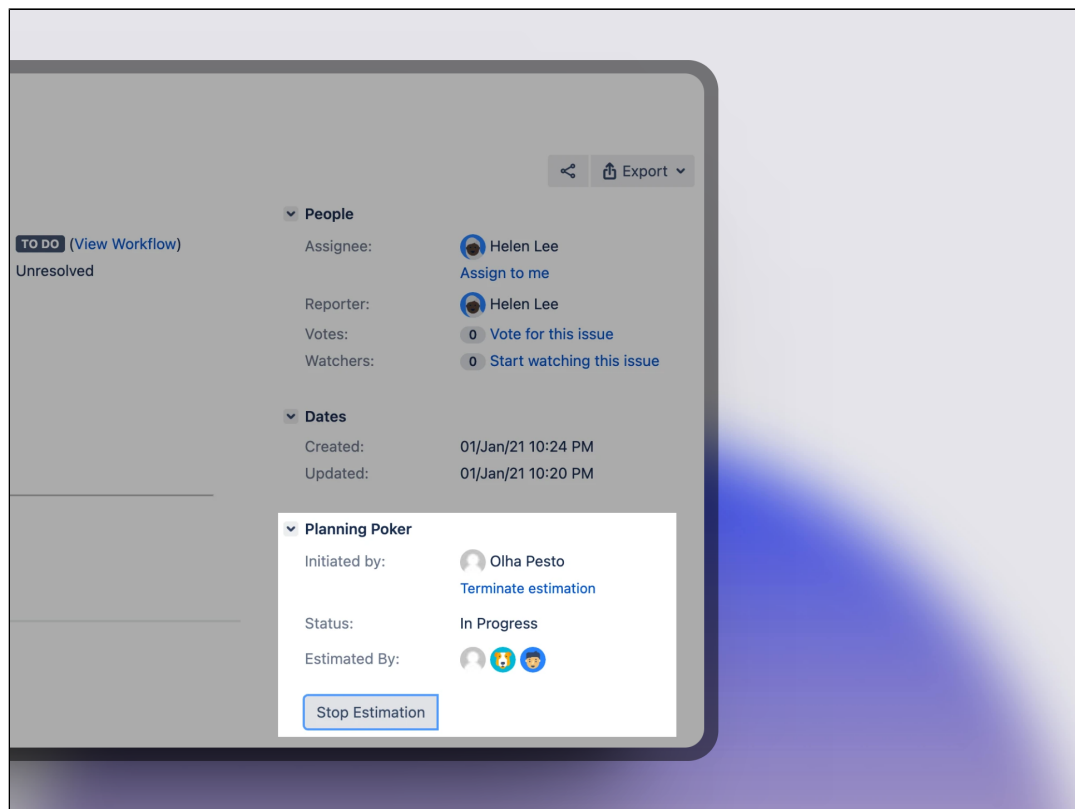 Export
People
TO DO (View Workflow)
Unresolved
Assignee: Helen Lee
Assign to me
Reporter: Helen Lee
Votes: 0 Vote for this issue
Watchers: 0 Start watching this issue
Dates
Created: 01/Jan/21 10:24 PM
Updated: 01/Jan/21 10:20 PM
Planning Poker
Initiated by: Olha Pesto
Terminate estimation
Status: In Progress
Estimated By:
Stop Estimation